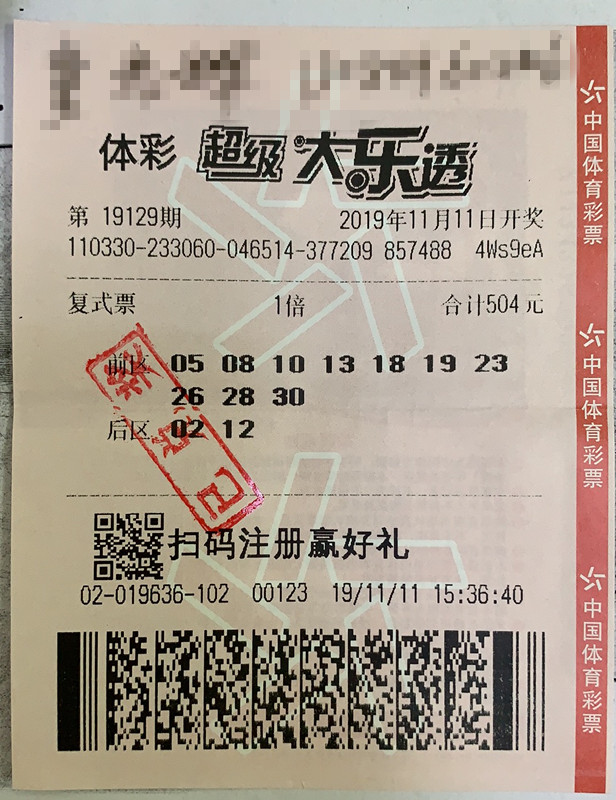 体彩 超级大乐透
第 19129期 2019年11月11日开奖
110330-233060-046514-377209 857488 4Ws9eA
复式票 1倍 合计504元
前区 05 08 10 13 18 19 23
26 28 30
后区 02 12
扫码注册赢好礼
02-019636-102 00123 19/11/11 15:36:40
中国体育彩票
中国体育彩票
中国体育彩票